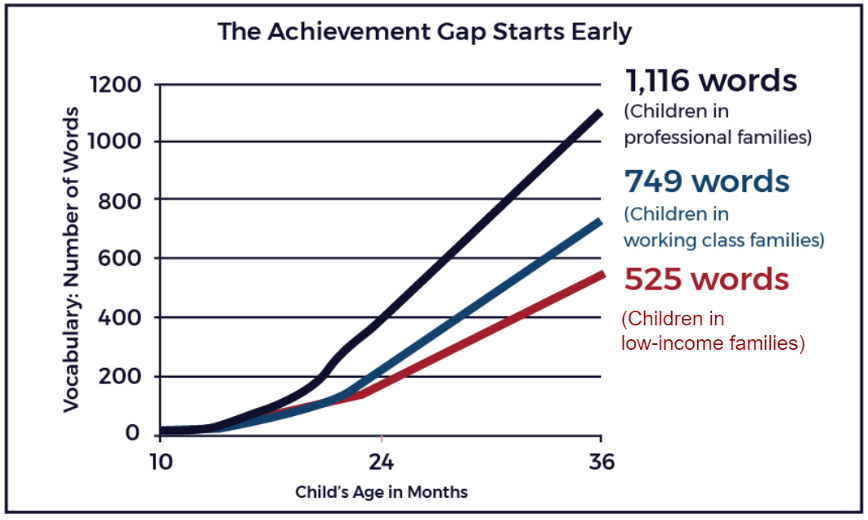 The Achievement Gap Starts Early
Vocabulary: Number of Words
1200
1000
800
600
400
200
0
10
24
36
Child's Age in Months
1,116 words
(Children in
professional families)
749 words
(Children in
working class families)
525 words
(Children in
low-income families)